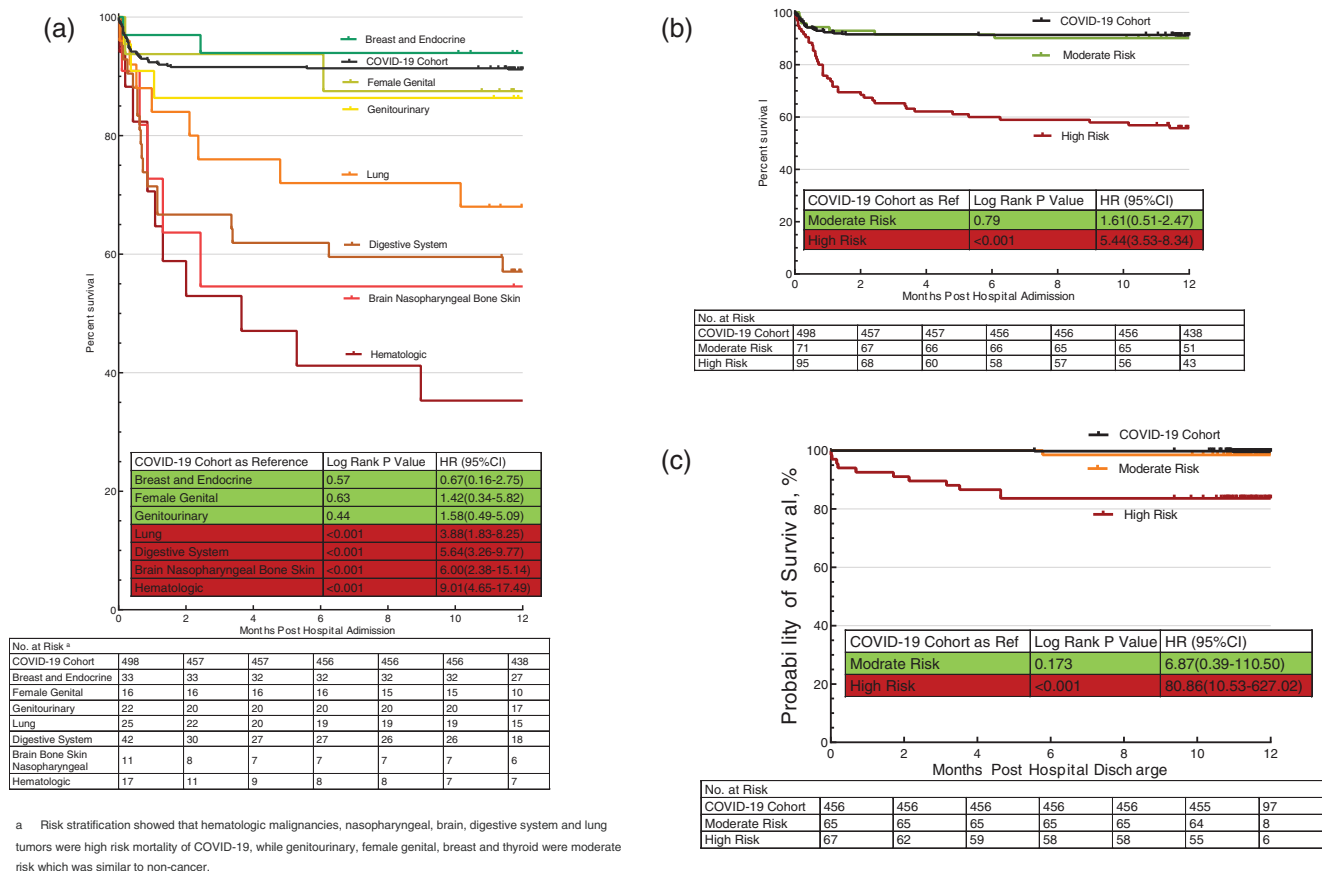 (a)
100
80
60
40
20
0
Percent survival
Breast and Endocrine
COVID-19 Cohort
Female Genital
Genitourinary
Lung
Digestive System
Brain Nasopharyngeal Bone Skin
Hematologic
COVID-19 Cohort as Reference Log Rank P Value HR (95%CI)
Breast and Endocrine 0.57 0.67(0.16-2.75)
Female Genital 0.63 1.42(0.34-5.82)
Genitourinary 0.44 1.58(0.49-5.09)
Lung <0.001 3.88(1.83-8.25)
Digestive System <0.001 5.64(3.26-9.77)
Brain Nasopharyngeal Bone Skin <0.001 6.00(2.38-15.14)
Hematologic <0.001 9.01(4.65-17.49)
0 2 4 6 8 10 12
Months Post Hospital Admission
No. at Risk a
COVID-19 Cohort 498 457 457 456 456 456 438
Breast and Endocrine 33 33 32 32 32 32 27
Female Genital 16 16 16 16 15 15 10
Genitourinary 22 20 20 20 20 20 17
Lung 25 22 20 19 19 19 15
Digestive System 42 30 27 27 26 26 18
Brain Bone Skin
Nasopharyngeal 11 8 7 7 7 7 6
Hematologic 17 11 9 8 8 7 7
a Risk stratification showed that hematologic malignancies, nasopharyngeal, brain, digestive system and lung
tumors were high risk mortality of COVID-19, while genitourinary, female genital, breast and thyroid were moderate
risk which was similar to non-cancer.
(b)
100
80
60
40
20
0
Percent survival
COVID-19 Cohort
Moderate Risk
High Risk
COVID-19 Cohort as Ref Log Rank P Value HR (95%CI)
Moderate Risk 0.79 1.61(0.51-2.47)
High Risk <0.001 5.44(3.53-8.34)
0 2 4 6 8 10 12
Months Post Hospital Admission
No. at Risk
COVID-19 Cohort 498 457 457 456 456 456 438
Moderate Risk 71 67 66 66 65 65 51
High Risk 95 68 60 58 57 56 43
(c)
100
80
60
40
20
0
Probability of Survival, %
COVID-19 Cohort
Moderate Risk
High Risk
COVID-19 Cohort as Ref Log Rank P Value HR (95%CI)
Modrate Risk 0.173 6.87(0.39-110.50)
High Risk <0.001 80.86(10.53-627.02)
0 2 4 6 8 10 12
Months Post Hospital Discharge
No. at Risk
COVID-19 Cohort 456 456 456 456 456 455 97
Moderate Risk 65 65 65 65 65 64 8
High Risk 67 62 59 58 58 55 6